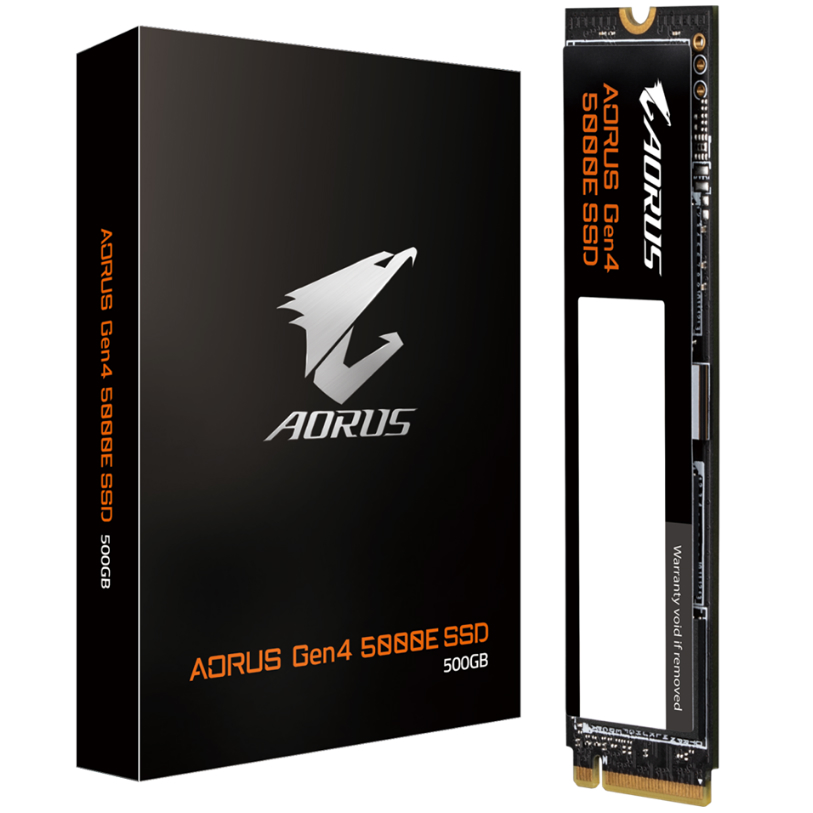 AORUS Gen4 5000E SSD 500GB
AORUS
AORUS Gen4 5000E SSD
500GB
AORUS
AORUS Gen4
5000E SSD
Warranty void if removed